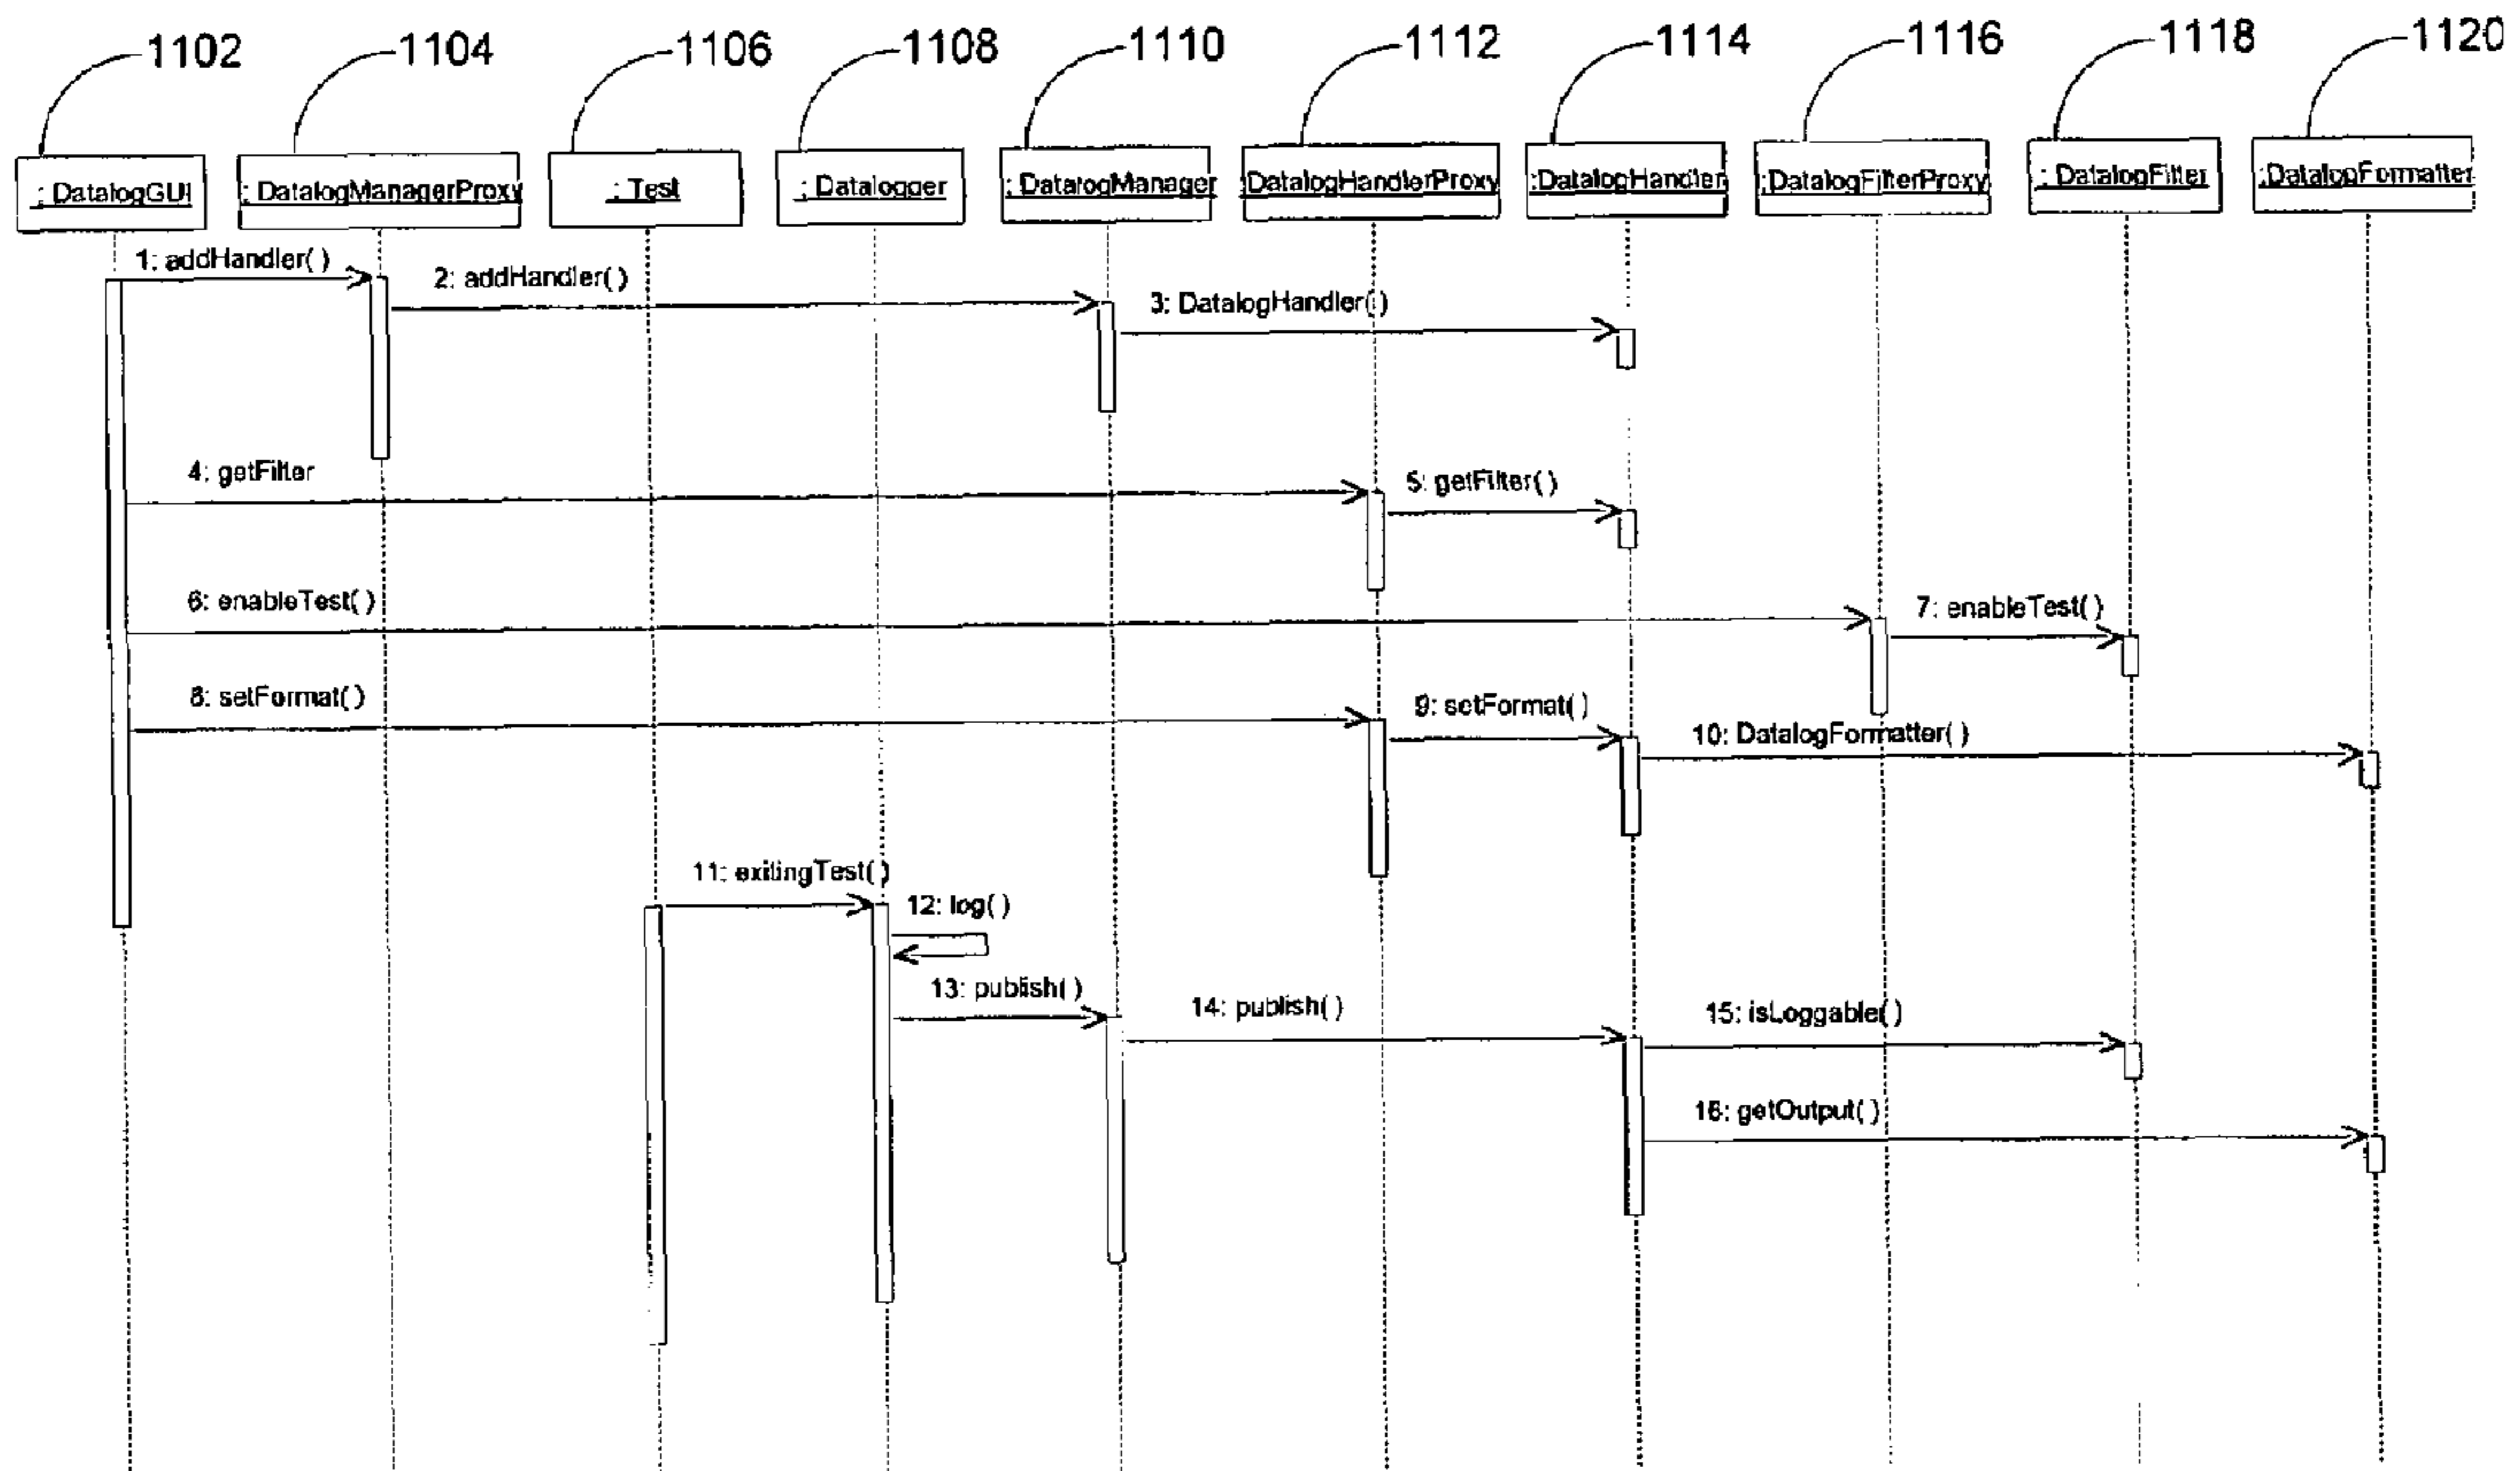 1102 1104 1106 1108 1110 1112 1114 1116 1118 1120
: DatalogGUI : DatalogManagerProxy : Test : Datalogger : DatalogManager :DatalogHandlerProxy :DatalogHandler :DatalogFilterProxy : DatalogFilter :DatalogFormatter
1: addHandler( )
2: addHandler( )
3: DatalogHandler( )
4: getFilter
5: getFilter( )
6: enableTest( )
7: enableTest( )
8: setFormat( )
9: setFormat( )
10: DatalogFormatter( )
11: exitingTest( )
12: log( )
13: publish( )
14: publish( )
15: isLoggable( )
16: getOutput( )